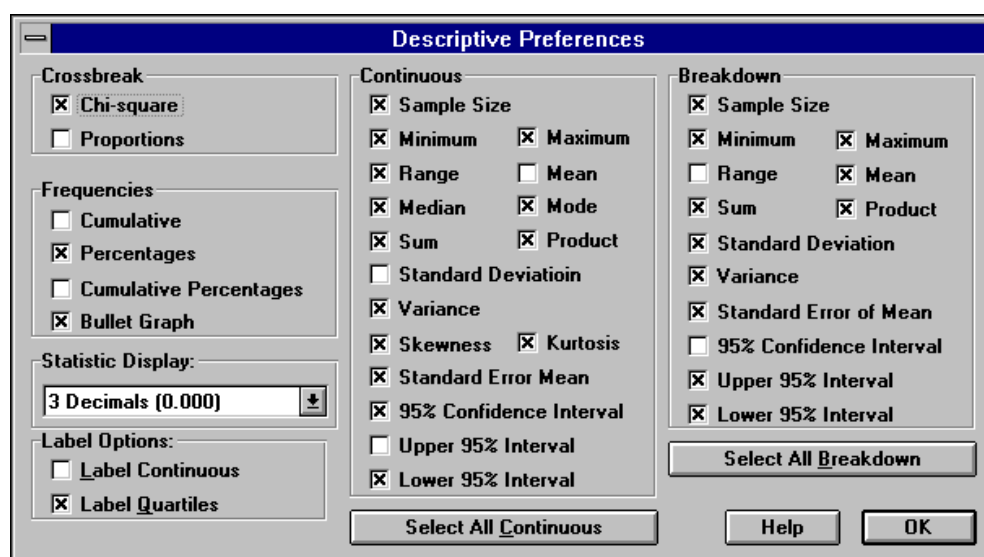 Descriptive Preferences
Crossbreak
Chi-square
Proportions
Frequencies
Cumulative
Percentages
Cumulative Percentages
Bullet Graph
Statistic Display:
3 Decimals (0.000)
Label Options:
Label Continuous
Label Quartiles
Continuous
Sample Size
Minimum Maximum
Range Mean
Median Mode
Sum Product
Standard Deviatioin
Variance
Skewness Kurtosis
Standard Error Mean
95% Confidence Interval
Upper 95% Interval
Lower 95% Interval
Select All Continuous
Breakdown
Sample Size
Minimum Maximum
Range Mean
Sum Product
Standard Deviation
Variance
Standard Error of Mean
95% Confidence Interval
Upper 95% Interval
Lower 95% Interval
Select All Breakdown
Help OK